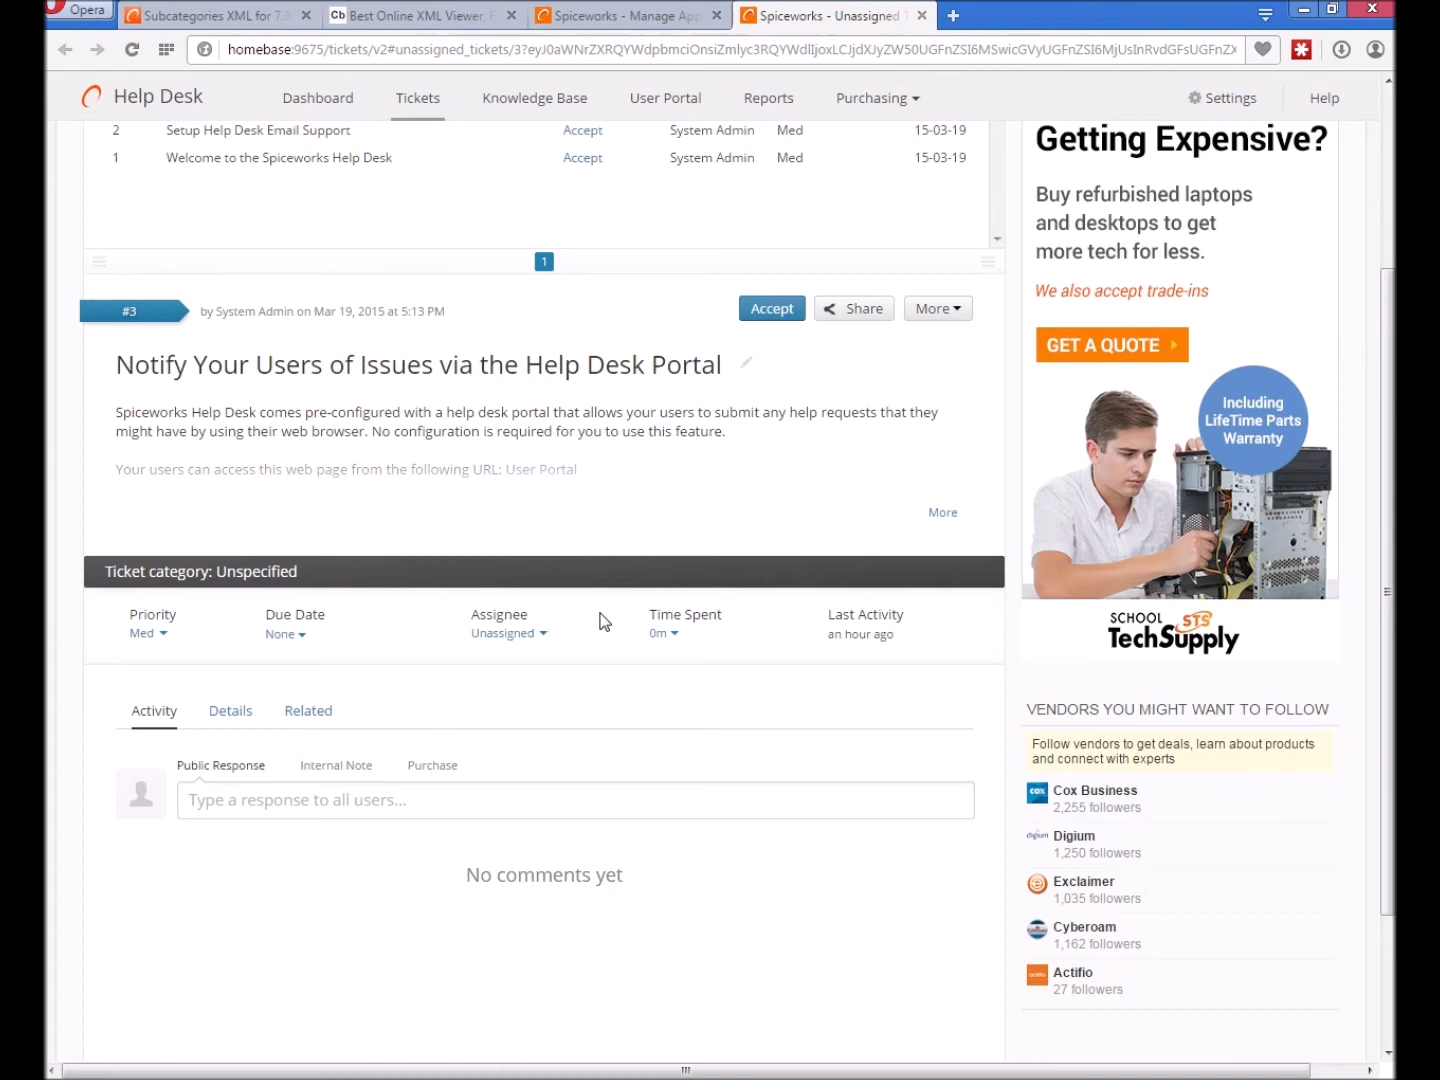 Opera
Subcategories XML for 7.3
Best Online XML Viewer, F
Spiceworks - Manage App
Spiceworks - Unassigned T
homebase:9675/tickets/v2#unassigned_tickets/3?
Help Desk
Dashboard
Tickets
Knowledge Base
User Portal
Reports
Purchasing
Settings
Help
2 Setup Help Desk Email Support Accept System Admin Med 15-03-19
1 Welcome to the Spiceworks Help Desk Accept System Admin Med 15-03-19
1
#3
by System Admin on Mar 19, 2015 at 5:13 PM
Accept
Share
More
Notify Your Users of Issues via the Help Desk Portal
Spiceworks Help Desk comes pre-configured with a help desk portal that allows your users to submit any help requests that they
might have by using their web browser. No configuration is required for you to use this feature.
Your users can access this web page from the following URL: User Portal
More
Ticket category: Unspecified
Priority
Med
Due Date
None
Assignee
Unassigned
Time Spent
0m
Last Activity
an hour ago
Activity
Details
Related
Public Response
Internal Note
Purchase
Type a response to all users...
No comments yet
Getting Expensive?
Buy refurbished laptops
and desktops to get
more tech for less.
We also accept trade-ins
GET A QUOTE
Including
LifeTime Parts
Warranty
SCHOOL STS
TechSupply
VENDORS YOU MIGHT WANT TO FOLLOW
Follow vendors to get deals, learn about products
and connect with experts
COX
Cox Business
2,255 followers
digium
Digium
1,250 followers
Exclaimer
1,035 followers
Cyberoam
1,162 followers
Actifio
27 followers